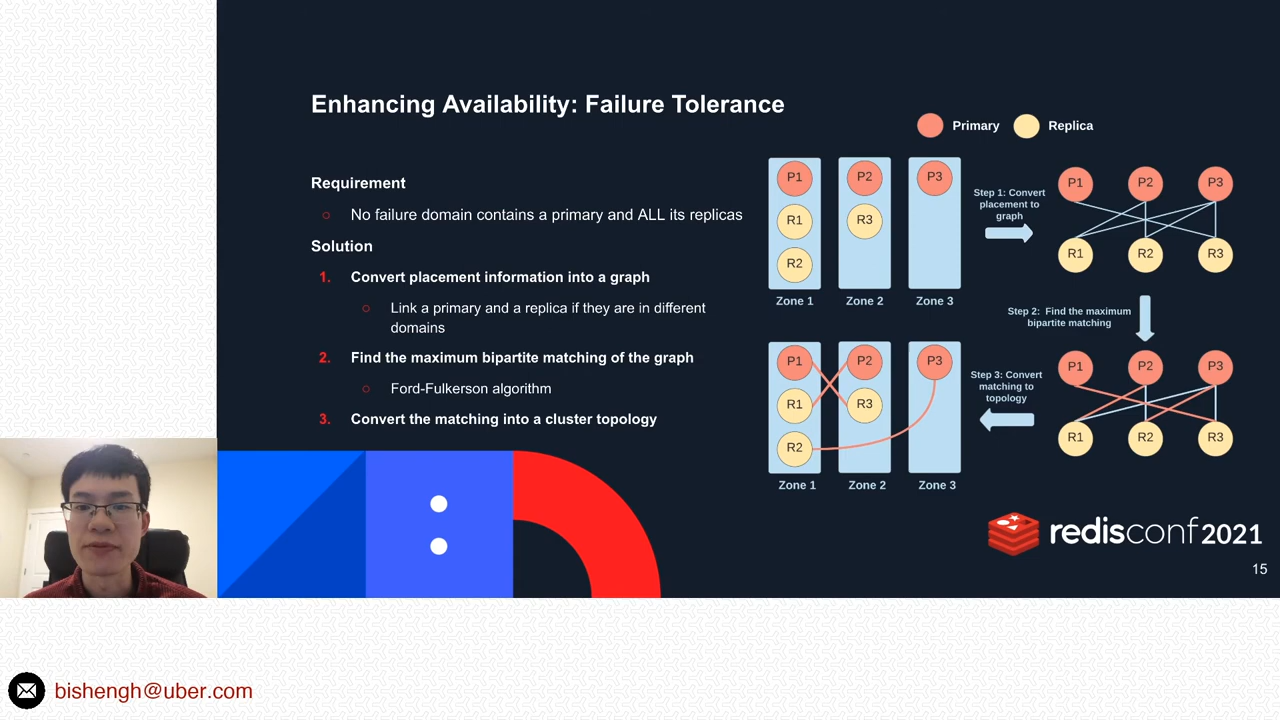 Enhancing Availability: Failure Tolerance
Requirement
No failure domain contains a primary and ALL its replicas
Solution
1. Convert placement information into a graph
Link a primary and a replica if they are in different
domains
2. Find the maximum bipartite matching of the graph
Ford-Fulkerson algorithm
3. Convert the matching into a cluster topology
Primary Replica
P1 P2 P3
R1 R3
R2
Zone 1 Zone 2 Zone 3
Step 1: Convert
placement to
graph
P1 P2 P3
R1 R2 R3
Step 2: Find the maximum
bipartite matching
P1 P2 P3
R1 R2 R3
Step 3: Convert
matching to
topology
P1 P2 P3
R1 R3
R2
Zone 1 Zone 2 Zone 3
redisconf 2021
15
bishengh@uber.com